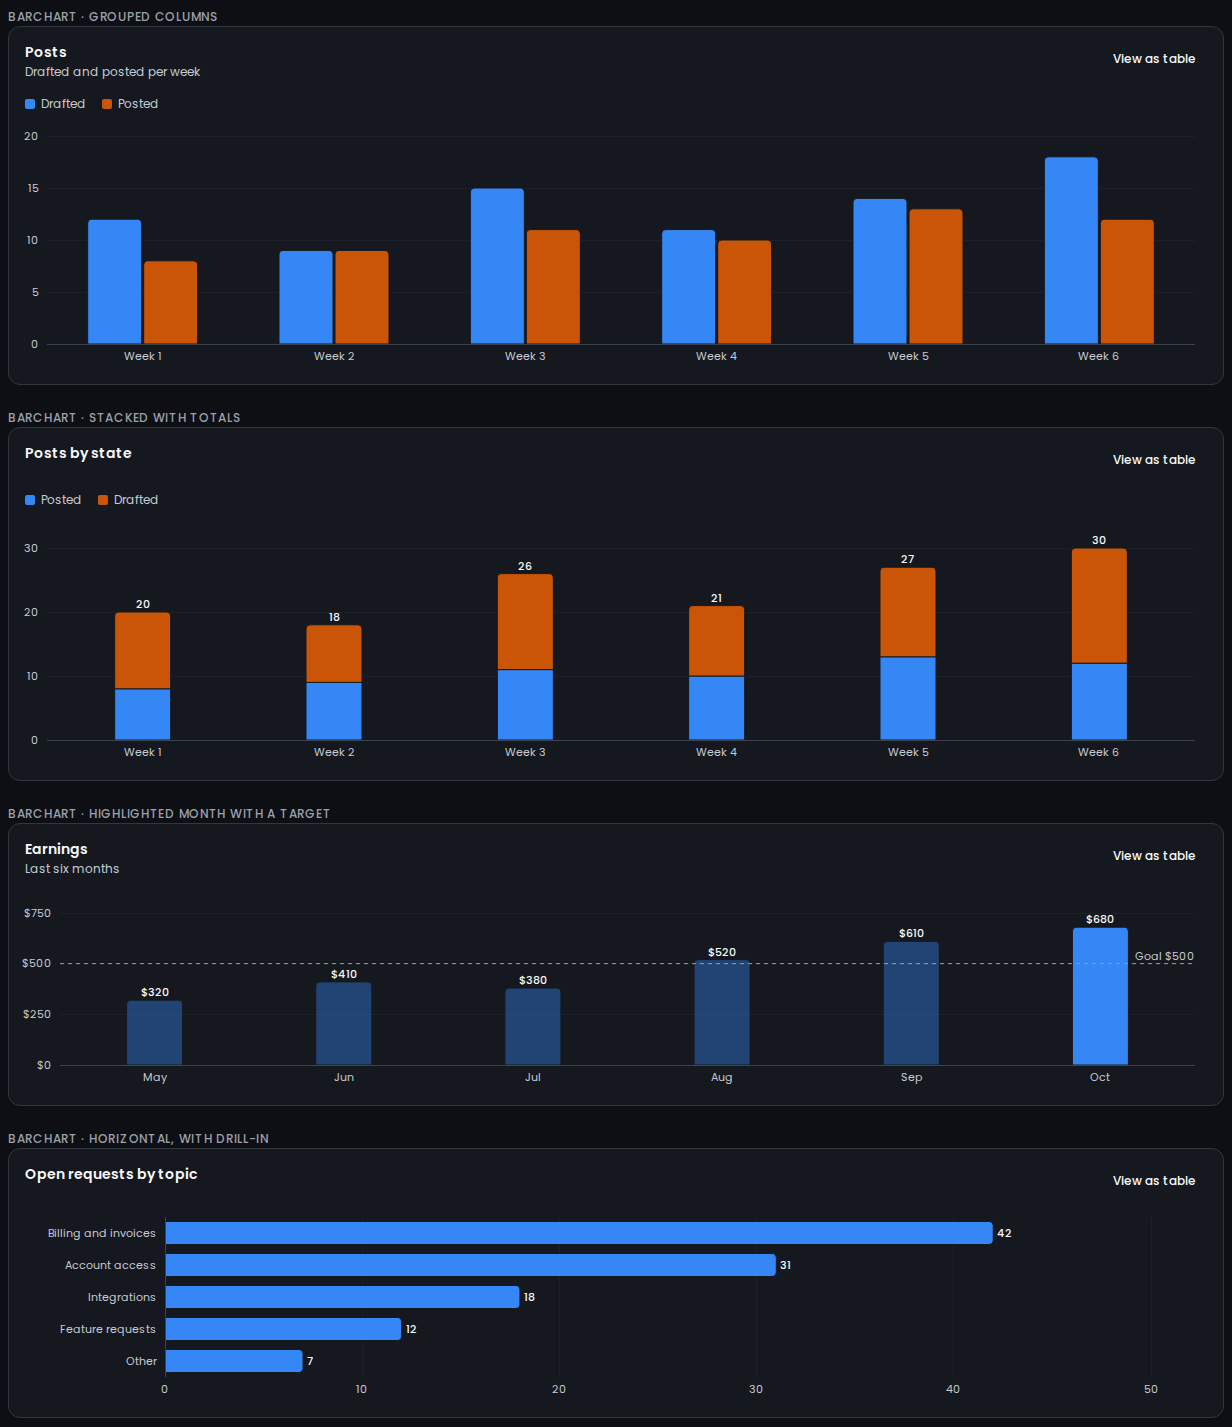 BARCHART · GROUPED COLUMNS
Posts
Drafted and posted per week
View as table
Drafted Posted
20
15
10
5
0
Week 1 Week 2 Week 3 Week 4 Week 5 Week 6
BARCHART · STACKED WITH TOTALS
Posts by state
View as table
Posted Drafted
30
20
10
0
20 18 26 21 27 30
Week 1 Week 2 Week 3 Week 4 Week 5 Week 6
BARCHART · HIGHLIGHTED MONTH WITH A TARGET
Earnings
Last six months
View as table
$750
$500
$250
$0
$320 $410 $380 $520 $610 $680
Goal $500
May Jun Jul Aug Sep Oct
BARCHART · HORIZONTAL, WITH DRILL-IN
Open requests by topic
View as table
Billing and invoices 42
Account access 31
Integrations 18
Feature requests 12
Other 7
0 10 20 30 40 50